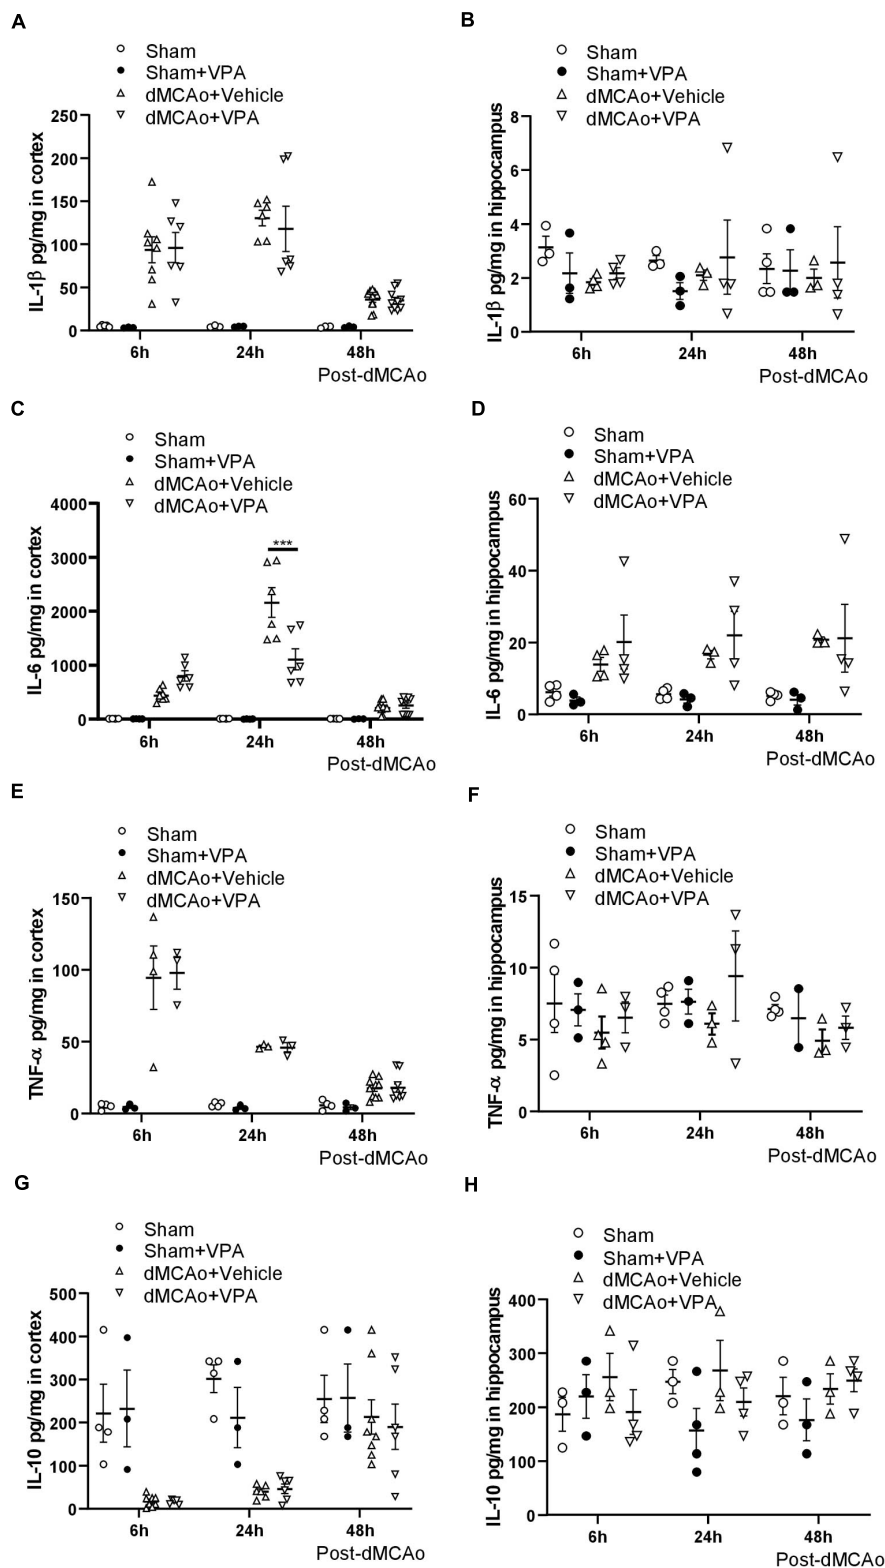 A
Sham
Sham+VPA
dMCAo+Vehicle
dMCAo+VPA
IL-1β pg/mg in cortex
250
200
150
100
50
0
6h
24h
48h
Post-dMCAo
B
Sham
Sham+VPA
dMCAo+Vehicle
dMCAo+VPA
IL-1β pg/mg in hippocampus
8
6
4
2
0
6h
24h
48h
Post-dMCAo
C
Sham
Sham+VPA
dMCAo+Vehicle
dMCAo+VPA
IL-6 pg/mg in cortex
4000
3000
2000
1000
0
***
6h
24h
48h
Post-dMCAo
D
Sham
Sham+VPA
dMCAo+Vehicle
dMCAo+VPA
IL-6 pg/mg in hippocampus
60
40
20
0
6h
24h
48h
Post-dMCAo
E
Sham
Sham+VPA
dMCAo+Vehicle
dMCAo+VPA
TNF-α pg/mg in cortex
150
100
50
0
6h
24h
48h
Post-dMCAo
F
Sham
Sham+VPA
dMCAo+Vehicle
dMCAo+VPA
TNF-α pg/mg in hippocampus
15
10
5
0
6h
24h
48h
Post-dMCAo
G
Sham
Sham+VPA
dMCAo+Vehicle
dMCAo+VPA
IL-10 pg/mg in cortex
500
400
300
200
100
0
6h
24h
48h
Post-dMCAo
H
Sham
Sham+VPA
dMCAo+Vehicle
dMCAo+VPA
IL-10 pg/mg in hippocampus
400
300
200
100
0
6h
24h
48h
Post-dMCAo